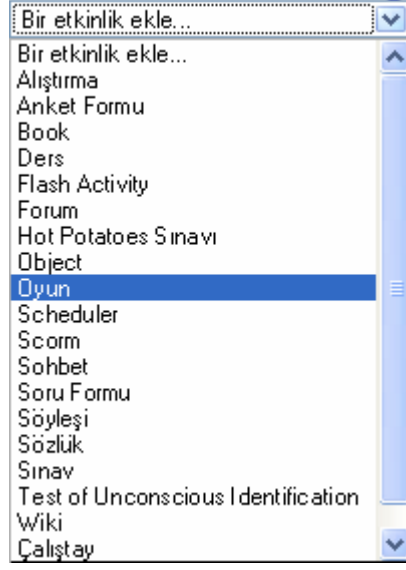 Bir etkinlik ekle...
Bir etkinlik ekle...
Alıştırma
Anket Formu
Book
Ders
Flash Activity
Forum
Hot Potatoes Sınavı
Object
Oyun
Scheduler
Scorm
Sohbet
Soru Formu
Söyleşi
Sözlük
Sınav
Test of Unconscious Identification
Wiki
Çalıştay